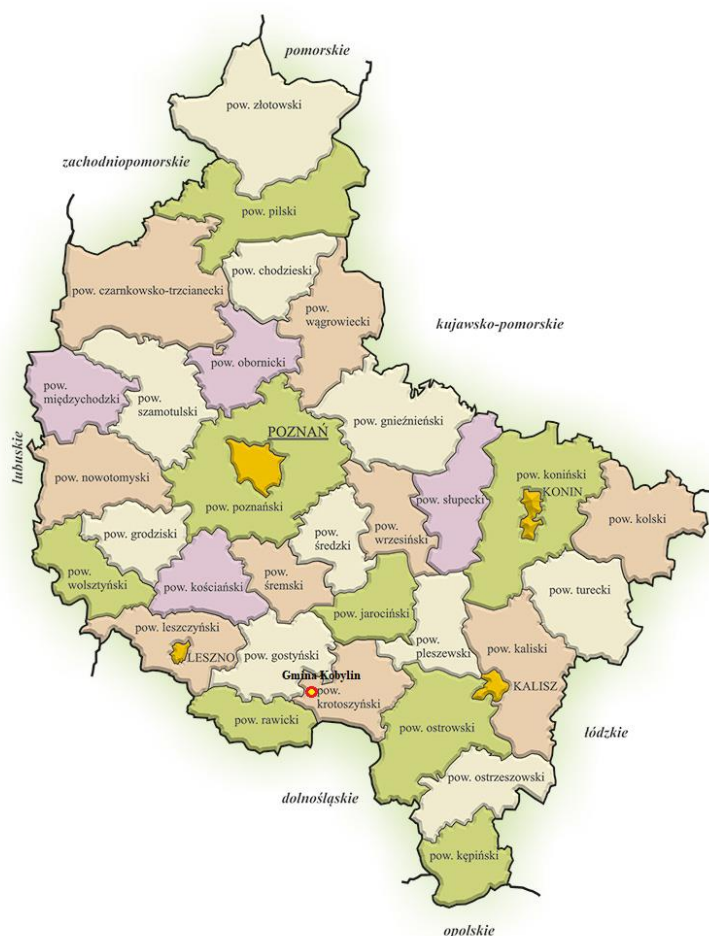 pomorskie
pow. złotowski
zachodniopomorskie
pow. pilski
pow. chodzieski
pow. czarnkowsko-trzcianecki
pow.
wągrowiecki
kujawsko-pomorskie
pow. obornicki
pow.
międzychodzki
pow.
szamotulski
pow. gnieźnieński
POZNAŃ
lubuskie
pow. nowotomyski
pow. koniński
KONIN
pow. słupecki
pow. poznański
pow. kolski
pow.
wrzesiński
pow. grodziski
pow.
średzki
pow.
wolsztyński
pow. kościański
pow.
śremski
pow. turecki
pow. jarociński
pow. leszczyński
LESZNO
pow. gostyński
pow.
pleszewski
pow. kaliski
KALISZ
Gmina Kobylin
pow.
krotoszyński
pow. rawicki
pow. ostrowski
łódzkie
pow. ostrzeszowski
dolnośląskie
pow. kępiński
opolskie